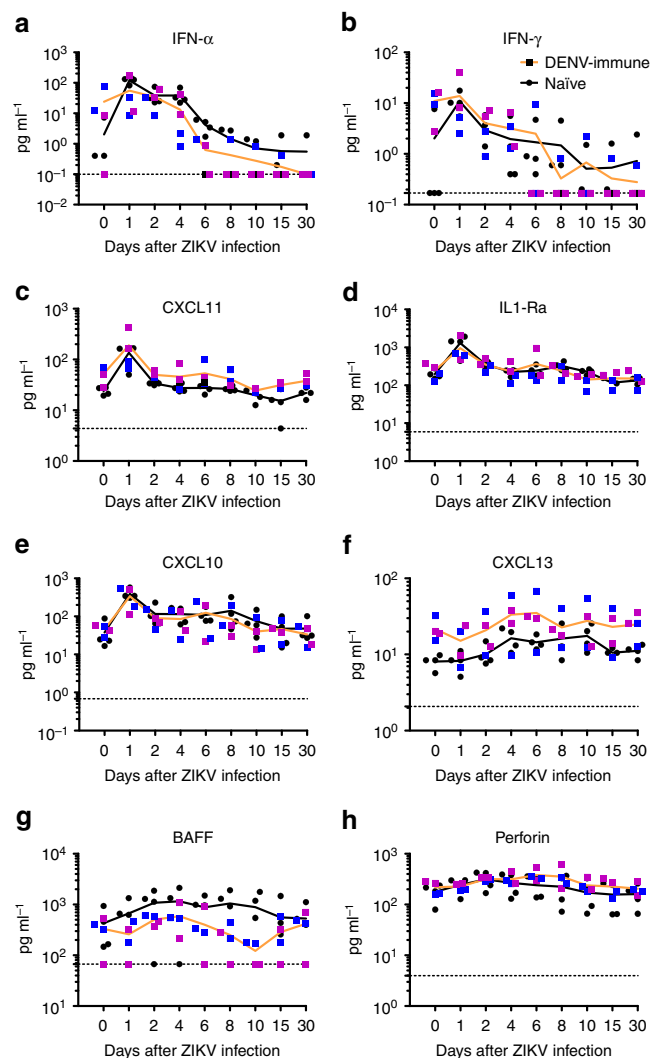 a
IFN-α
10³
10²
10¹
10⁰
10⁻¹
10⁻²
pg ml⁻¹
0 1 2 4 6 8 10 15 30
Days after ZIKV infection
b
IFN-γ
DENV-immune
Naïve
10²
10¹
10⁰
10⁻¹
pg ml⁻¹
0 1 2 4 6 8 10 15 30
Days after ZIKV infection
c
CXCL11
10³
10²
10¹
10⁰
pg ml⁻¹
0 1 2 4 6 8 10 15 30
Days after ZIKV infection
d
IL1-Ra
10⁴
10³
10²
10¹
10⁰
pg ml⁻¹
0 1 2 4 6 8 10 15 30
Days after ZIKV infection
e
CXCL10
10³
10²
10¹
10⁰
10⁻¹
pg ml⁻¹
0 1 2 4 6 8 10 15 30
Days after ZIKV infection
f
CXCL13
10²
10¹
10⁰
pg ml⁻¹
0 1 2 4 6 8 10 15 30
Days after ZIKV infection
g
BAFF
10⁴
10³
10²
10¹
pg ml⁻¹
0 1 2 4 6 8 10 15 30
Days after ZIKV infection
h
Perforin
10³
10²
10¹
10⁰
pg ml⁻¹
0 1 2 4 6 8 10 15 30
Days after ZIKV infection